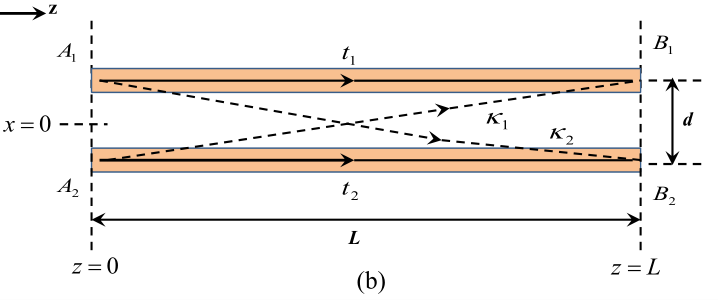 z
A₁ t₁ B₁
x = 0 κ₁ κ₂ d
A₂ t₂ B₂
L
z = 0 z = L
(b)